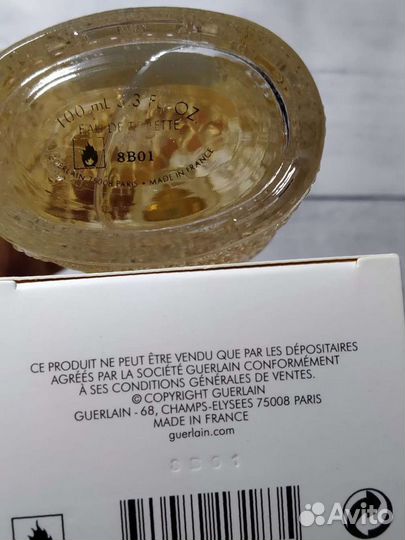 100 mL 3.3 FL. OZ
EAU DE TOILETTE
8B01
GUERLAIN 75008 PARIS • MADE IN FRANCE
CE PRODUIT NE PEUT ÊTRE VENDU QUE PAR LES DÉPOSITAIRES
AGRÉÉS PAR LA SOCIÉTÉ GUERLAIN CONFORMÉMENT
À SES CONDITIONS GÉNÉRALES DE VENTES.
© COPYRIGHT GUERLAIN
GUERLAIN - 68, CHAMPS-ELYSEES 75008 PARIS
MADE IN FRANCE
guerlain.com
8B01
Avito